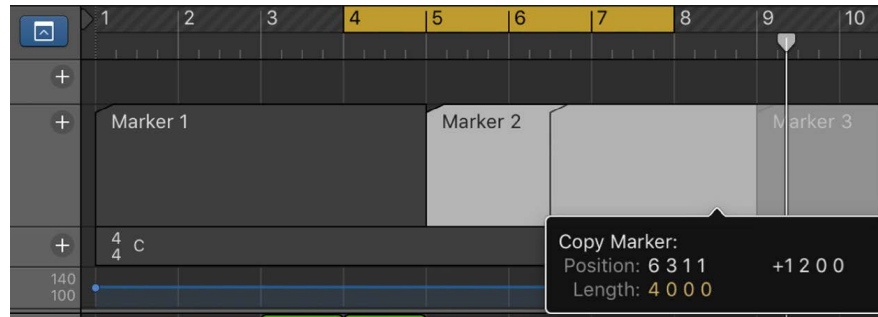 1 2 3 4 5 6 7 8 9 10
Marker 1 Marker 2 Marker 3
4
4 C
Copy Marker:
Position: 6 3 1 1 +1 2 0 0
Length: 4 0 0 0
140
100